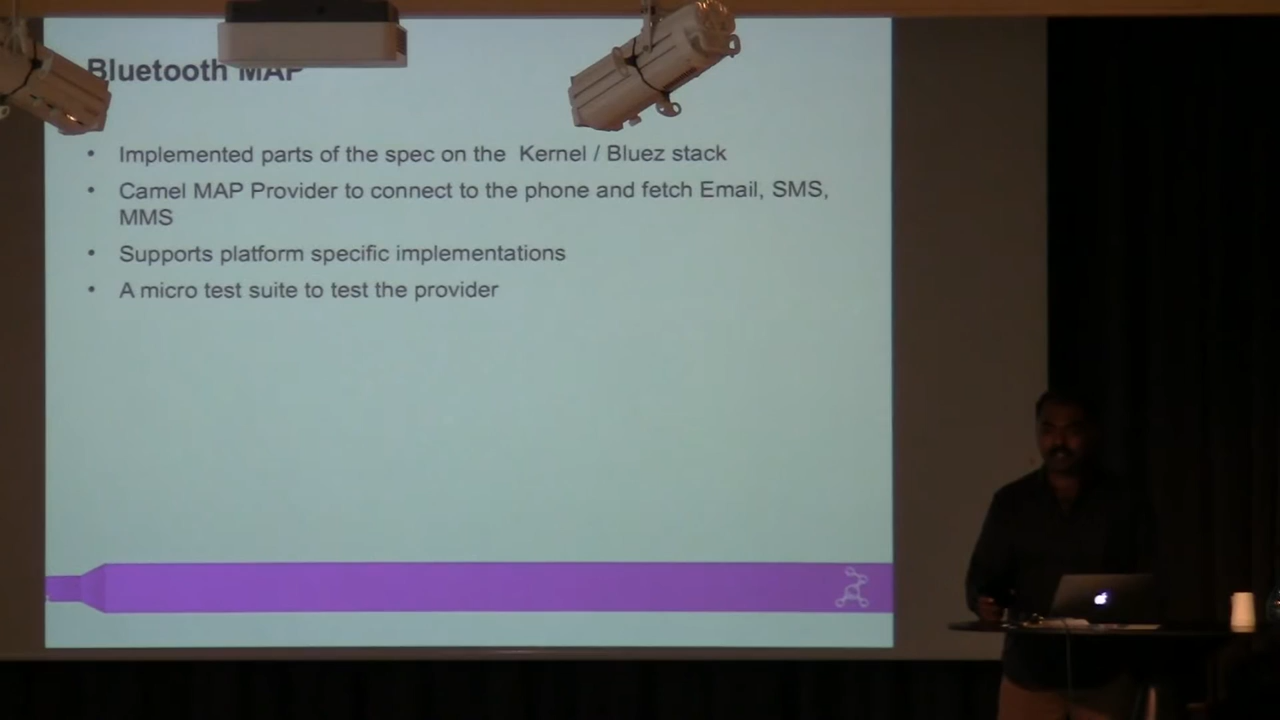 Bluetooth MAP
• Implemented parts of the spec on the Kernel / Bluez stack
• Camel MAP Provider to connect to the phone and fetch Email, SMS,
MMS
• Supports platform specific implementations
• A micro test suite to test the provider